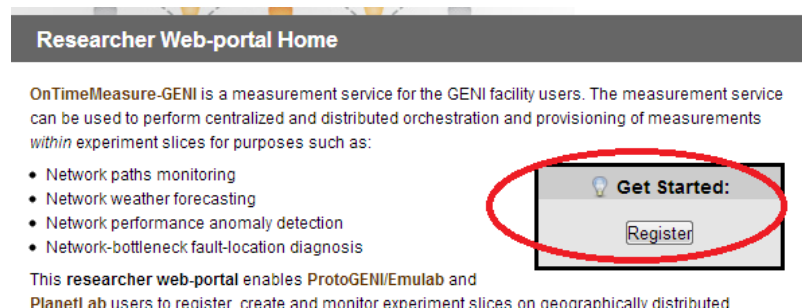 Researcher Web-portal Home
OnTimeMeasure-GENI is a measurement service for the GENI facility users. The measurement service
can be used to perform centralized and distributed orchestration and provisioning of measurements
within experiment slices for purposes such as:
• Network paths monitoring
• Network weather forecasting
• Network performance anomaly detection
• Network-bottleneck fault-location diagnosis
Get Started:
Register
This researcher web-portal enables ProtoGENI/Emulab and
PlanetLab users to register, create and monitor experiment slices on geographically distributed